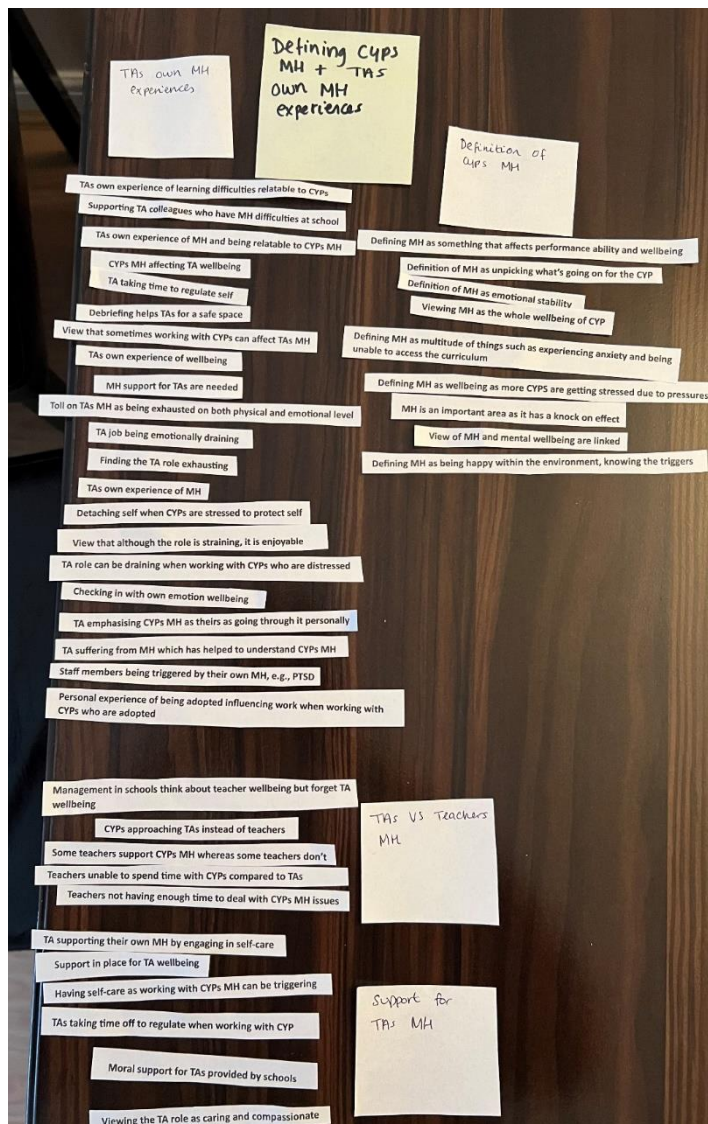 Defining CYPs
MH + TAs
own MH
experiences
TAs own MH
experiences
Definition of
CYPs MH
TAs own experience of learning difficulties relatable to CYPs
Supporting TA colleagues who have MH difficulties at school
TAs own experience of MH and being relatable to CYPs MH
CYPs MH affecting TA wellbeing
TA taking time to regulate self
Debriefing helps TAs for a safe space
View that sometimes working with CYPs can affect TAs MH
TAs own experience of wellbeing
MH support for TAs are needed
Toll on TAs MH as being exhausted on both physical and emotional level
TA job being emotionally draining
Finding the TA role exhausting
TAs own experience of MH
Detaching self when CYPs are stressed to protect self
View that although the role is straining, it is enjoyable
TA role can be draining when working with CYPs who are distressed
Checking in with own emotion wellbeing
TA emphasising CYPs MH as theirs as going through it personally
TA suffering from MH which has helped to understand CYPs MH
Staff members being triggered by their own MH, e.g., PTSD
Personal experience of being adopted influencing work when working with
CYPs who are adopted
Defining MH as something that affects performance ability and wellbeing
Definition of MH as unpicking what's going on for the CYP
Definition of MH as emotional stability
Viewing MH as the whole wellbeing of CYP
Defining MH as multitude of things such as experiencing anxiety and being
unable to access the curriculum
Defining MH as wellbeing as more CYPS are getting stressed due to pressures
MH is an important area as it has a knock on effect
View of MH and mental wellbeing are linked
Defining MH as being happy within the environment, knowing the triggers
Management in schools think about teacher wellbeing but forget TA
wellbeing
CYPs approaching TAs instead of teachers
Some teachers support CYPs MH whereas some teachers don't
Teachers unable to spend time with CYPs compared to TAs
Teachers not having enough time to deal with CYPs MH issues
TAs VS Teachers
MH
TA supporting their own MH by engaging in self-care
Support in place for TA wellbeing
Having self-care as working with CYPs MH can be triggering
TAs taking time off to regulate when working with CYP
Moral support for TAs provided by schools
Viewing the TA role as caring and compassionate
Support for
TAs MH